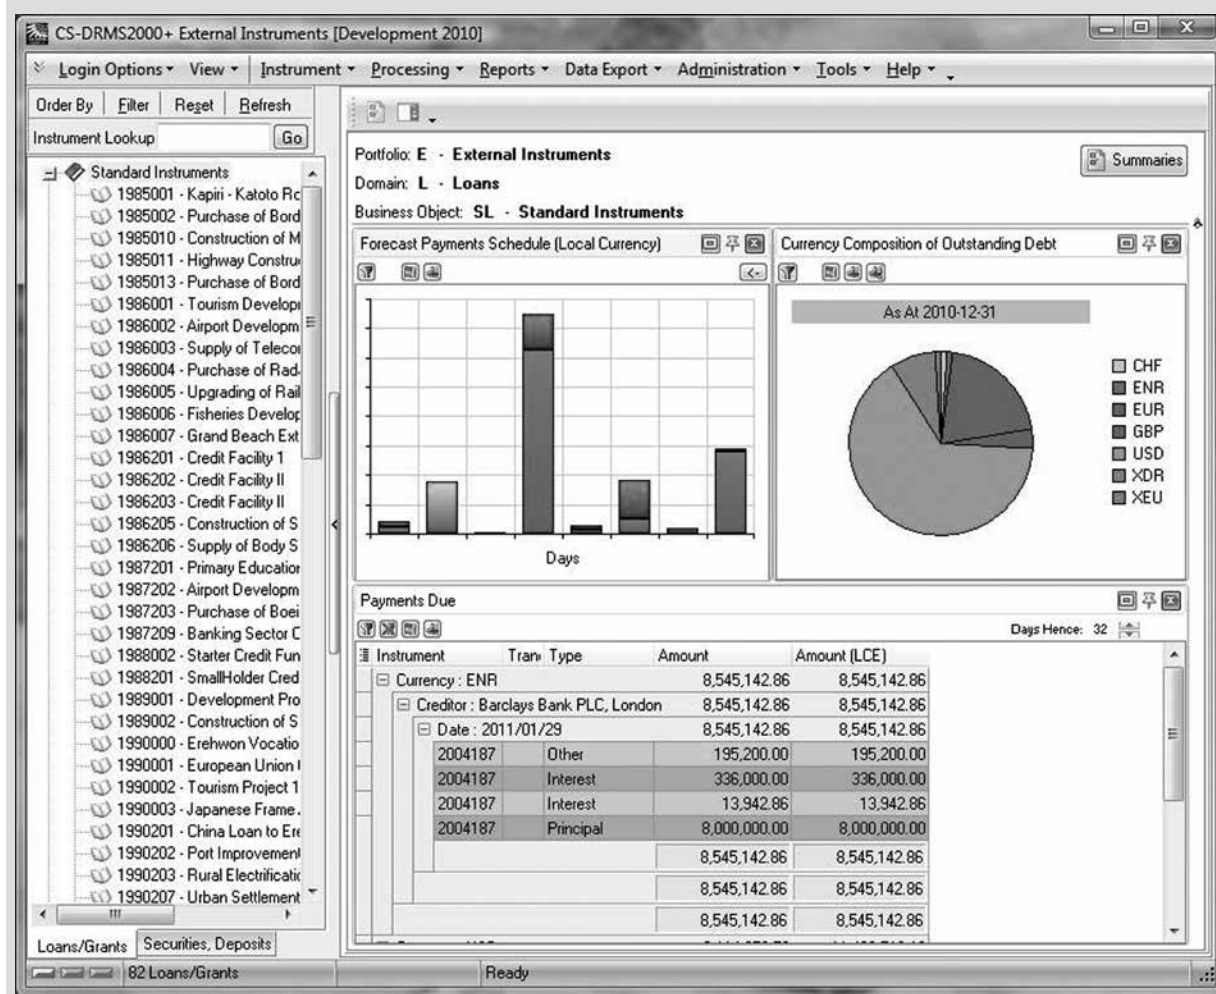 CS-DRMS2000+ External Instruments [Development 2010]
Login Options View Instrument Processing Reports Data Export Administration Tools Help
Order By Filter Reset Refresh
Instrument Lookup Go
Standard Instruments
1985001 - Kapiri - Katoto Rc
1985002 - Purchase of Bord
1985010 - Construction of M
1985011 - Highway Constru
1985013 - Purchase of Bord
1986001 - Tourism Developr
1986002 - Airport Developm
1986003 - Supply of Telecor
1986004 - Purchase of Rad
1986005 - Upgrading of Rail
1986006 - Fisheries Develop
1986007 - Grand Beach Ext
1986201 - Credit Facility 1
1986202 - Credit Facility II
1986203 - Credit Facility II
1986205 - Construction of S
1986206 - Supply of Body S
1987201 - Primary Education
1987202 - Airport Developm
1987203 - Purchase of Boei
1987209 - Banking Sector C
1988002 - Starter Credit Fun
1988201 - SmallHolder Cred
1989001 - Development Pro
1989002 - Construction of S
1990000 - Erehwon Vocatio
1990001 - European Union
1990002 - Tourism Project 1
1990003 - Japanese Frame
1990201 - China Loan to Ere
1990202 - Port Improvement
1990203 - Rural Electrificatic
1990207 - Urban Settlement
Loans/Grants Securities, Deposits
82 Loans/Grants Ready
Portfolio: E - External Instruments
Summaries
Domain: L - Loans
Business Object: SL - Standard Instruments
Forecast Payments Schedule (Local Currency)
Days
Currency Composition of Outstanding Debt
As At 2010-12-31
CHF
ENR
EUR
GBP
USD
XDR
XEU
Payments Due
Days Hence: 32
Instrument Tran Type Amount Amount (LCE)
Currency : ENR 8,545,142.86 8,545,142.86
Creditor : Barclays Bank PLC, London 8,545,142.86 8,545,142.86
Date : 2011/01/29 8,545,142.86 8,545,142.86
2004187 Other 195,200.00 195,200.00
2004187 Interest 336,000.00 336,000.00
2004187 Interest 13,942.86 13,942.86
2004187 Principal 8,000,000.00 8,000,000.00
8,545,142.86 8,545,142.86
8,545,142.86 8,545,142.86
8,545,142.86 8,545,142.86